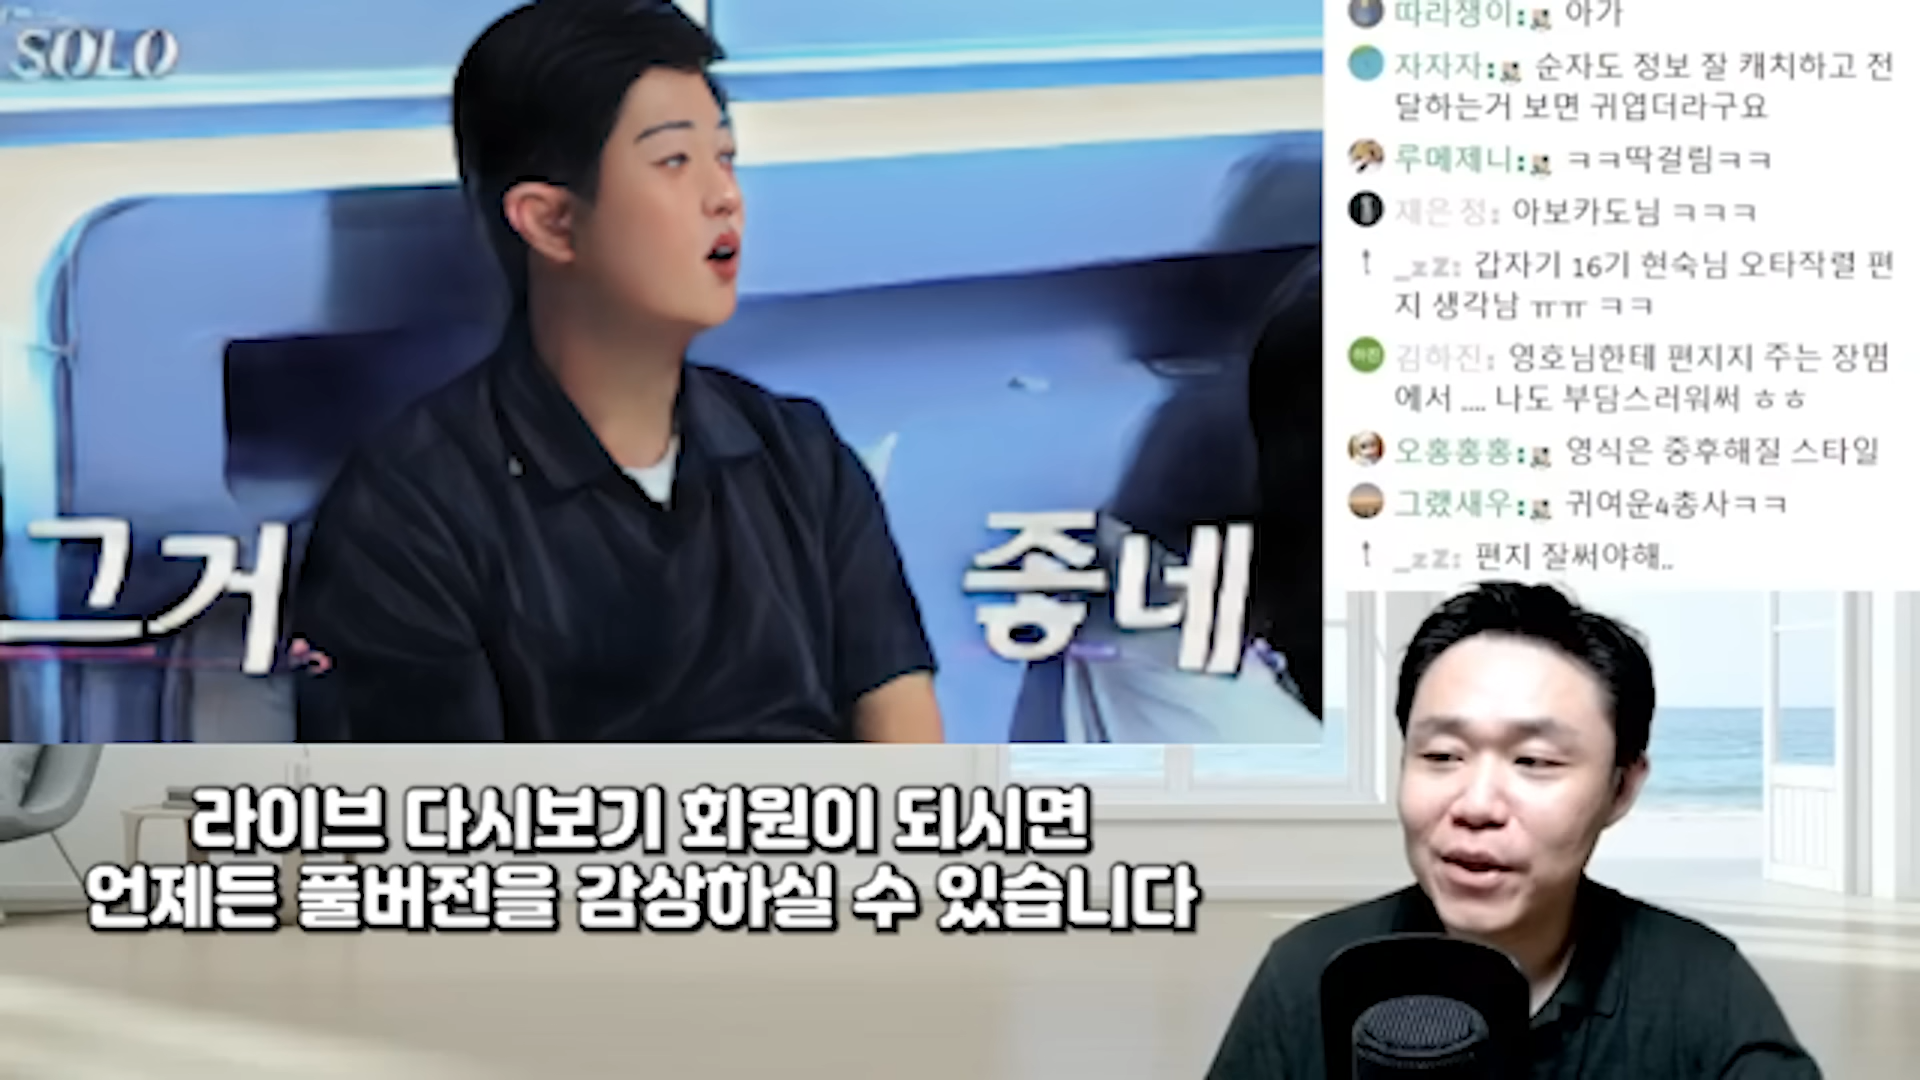 SOLO
그거
좋네
따라쟁이: 아가
자자자: 순자도 정보 잘 캐치하고 전
달하는거 보면 귀엽더라구요
루메제니: ㅋㅋ딱걸림ㅋㅋ
재은 정: 아보카도님 ㅋㅋㅋ
_zZ: 갑자기 16기 현숙님 오타작렬 편
지 생각남 ㅠㅠ ㅋㅋ
하진
김하진: 영호님한테 편지지 주는 장몀
에서 .... 나도 부담스러워써 ㅎㅎ
오홍홍홍: 영식은 중후해질 스타일
그랬새우: 귀여운4총사ㅋㅋ
_zZ: 편지 잘써야해..
라이브 다시보기 회원이 되시면
언제든 풀버전을 감상하실 수 있습니다